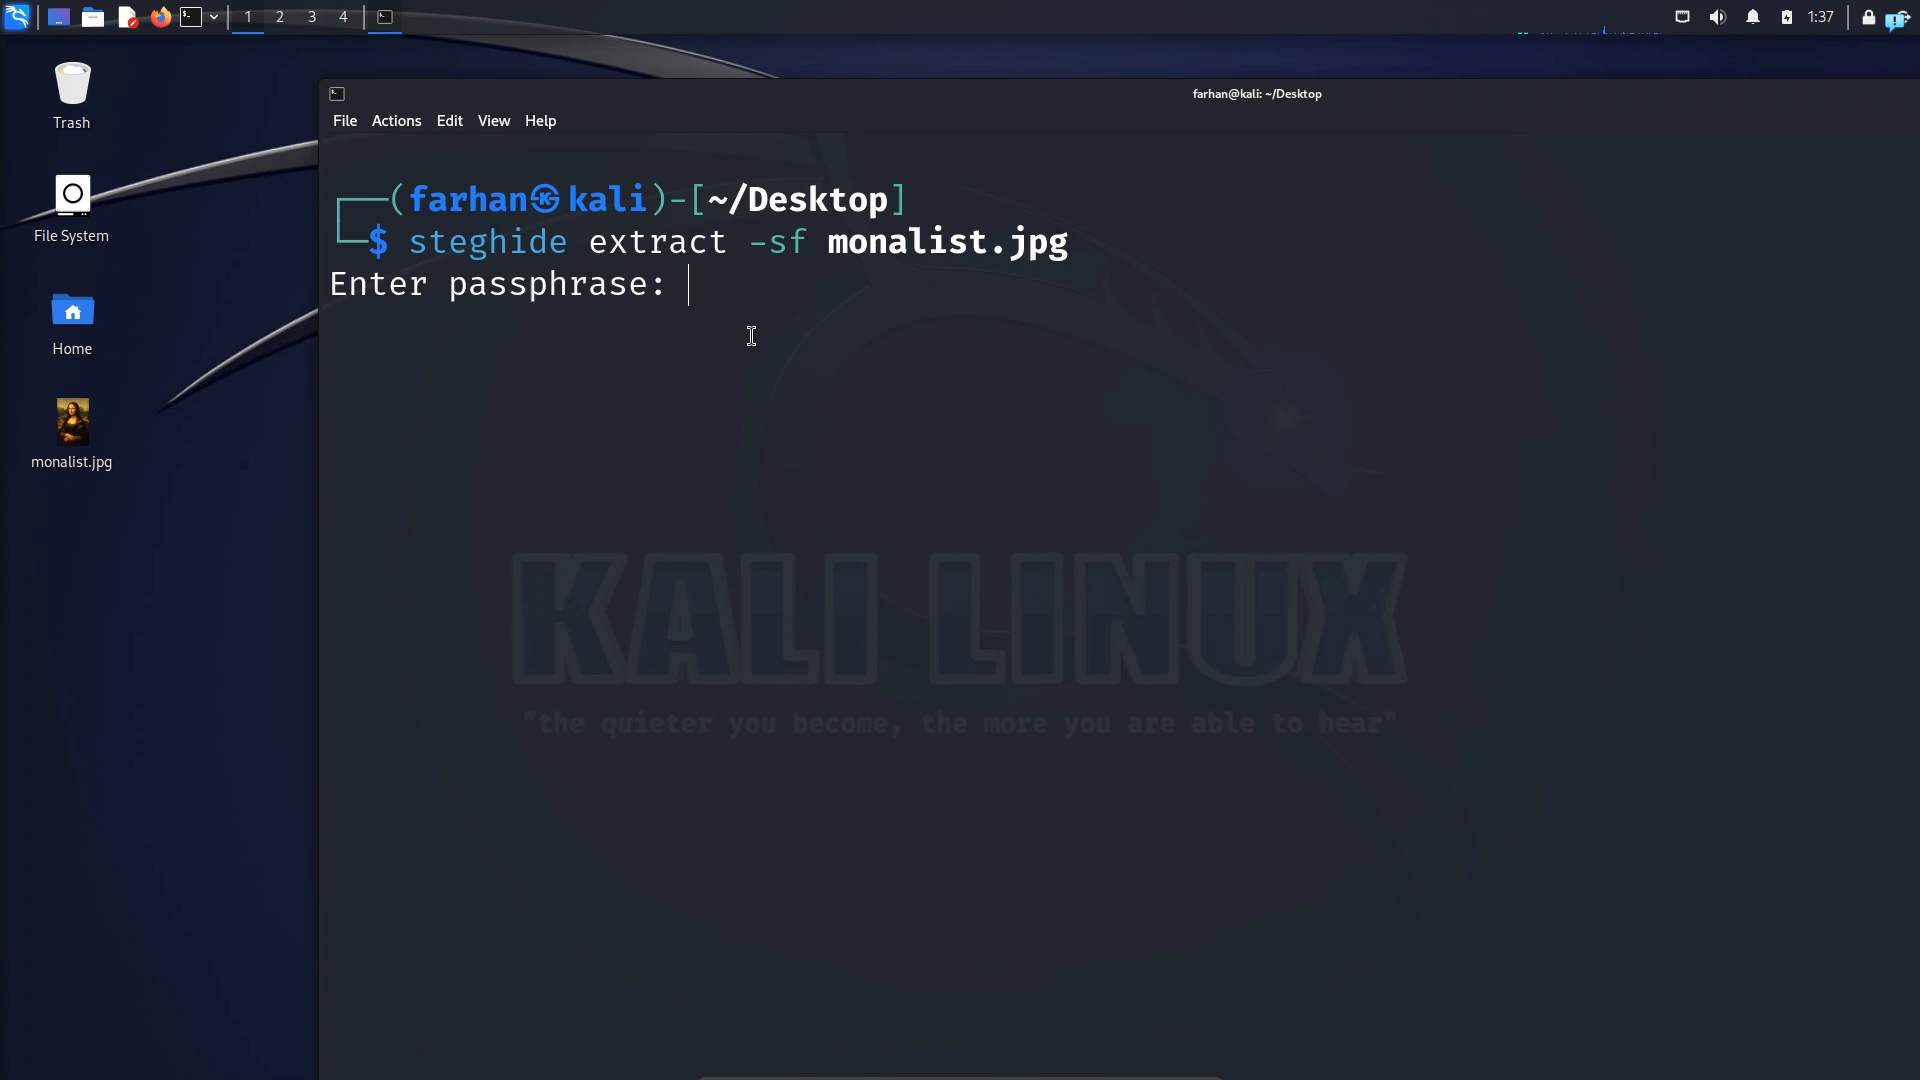 1 2 3 4
1:37
farhan@kali: ~/Desktop
File Actions Edit View Help
Trash
File System
Home
monalist.jpg
┌──(farhan㉿kali)-[~/Desktop]
└─$ steghide extract -sf monalist.jpg
Enter passphrase:
KALI LINUX
"the quieter you become, the more you are able to hear"